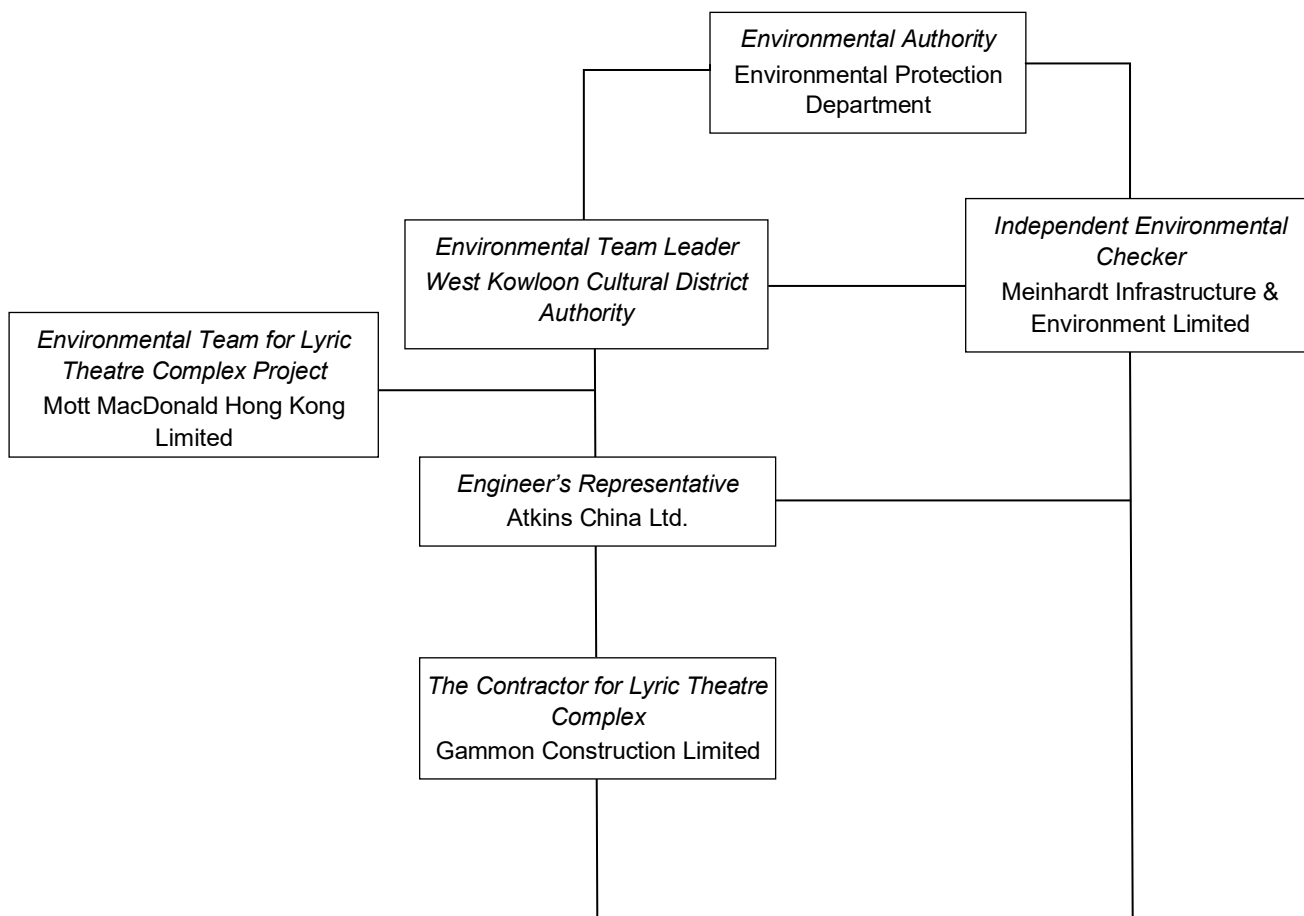 Environmental Authority
Environmental Protection
Department
Environmental Team Leader
West Kowloon Cultural District
Authority
Independent Environmental
Checker
Meinhardt Infrastructure &
Environment Limited
Environmental Team for Lyric
Theatre Complex Project
Mott MacDonald Hong Kong
Limited
Engineer’s Representative
Atkins China Ltd.
The Contractor for Lyric Theatre
Complex
Gammon Construction Limited